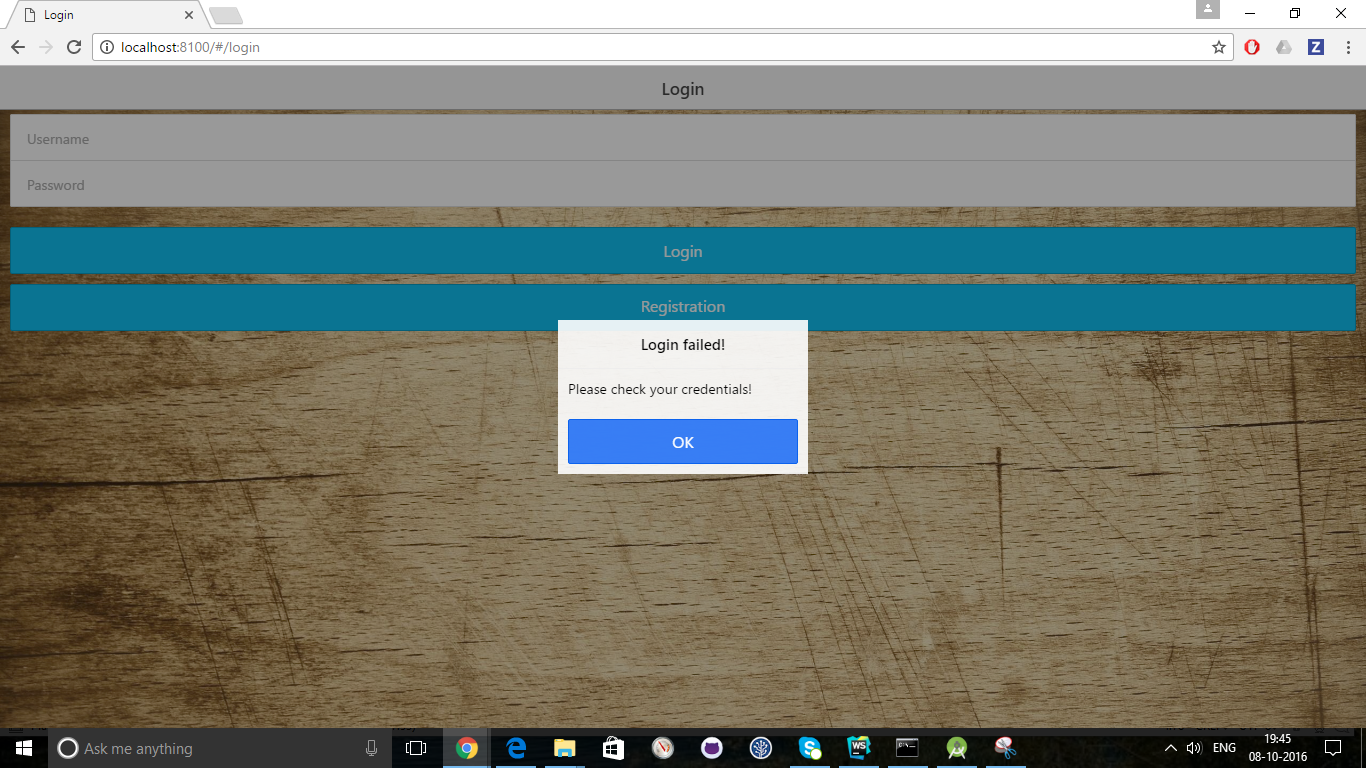 Login
localhost:8100/#/login
Z
Login
Username
Password
Login
Registration
Login failed!
Please check your credentials!
OK
Ask me anything
WS
C:\
ENG
19:45
08-10-2016